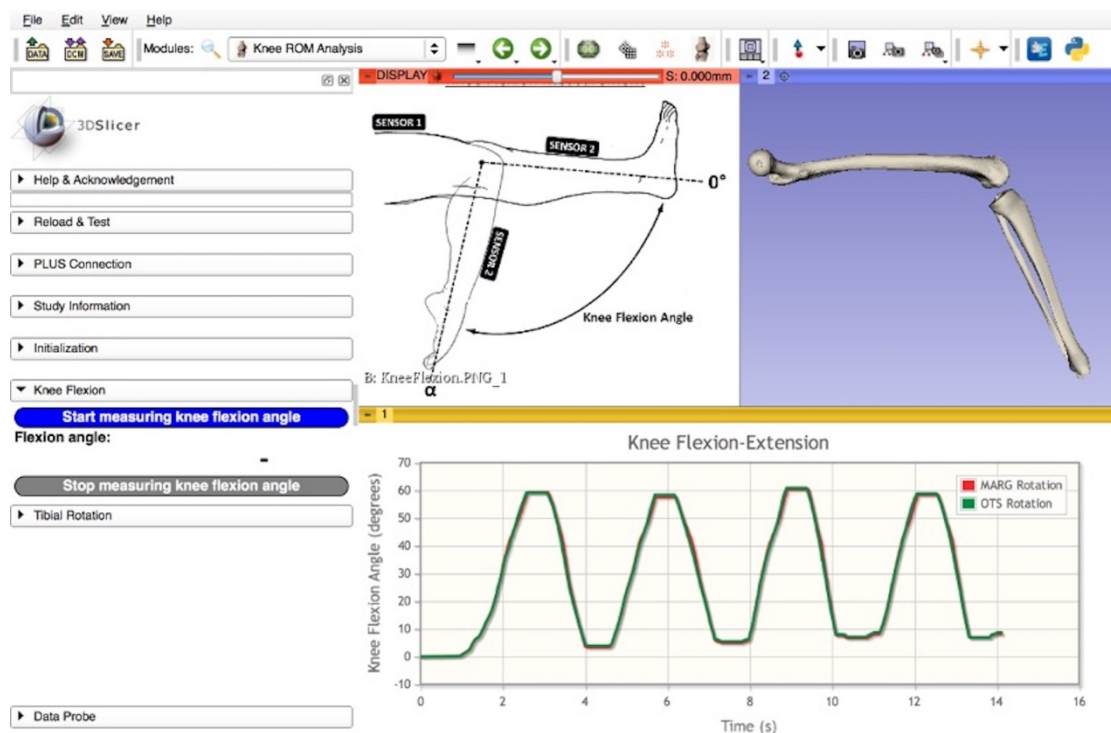 File Edit View Help
DATA DCM SAVE Modules: Knee ROM Analysis
DISPLAY S: 0.000mm 2
3DSlicer
Help & Acknowledgement
Reload & Test
PLUS Connection
Study Information
Initialization
Knee Flexion
Start measuring knee flexion angle
Flexion angle:
-
Stop measuring knee flexion angle
Tibial Rotation
Data Probe
SENSOR 1
SENSOR 2
0°
SENSOR 2
Knee Flexion Angle
B: KneeFlexion.PNG_1
α
1
Knee Flexion-Extension
MARG Rotation
OTS Rotation
Knee Flexion Angle (degrees)
70
60
50
40
30
20
10
0
-10
0 2 4 6 8 10 12 14 16
Time (s)